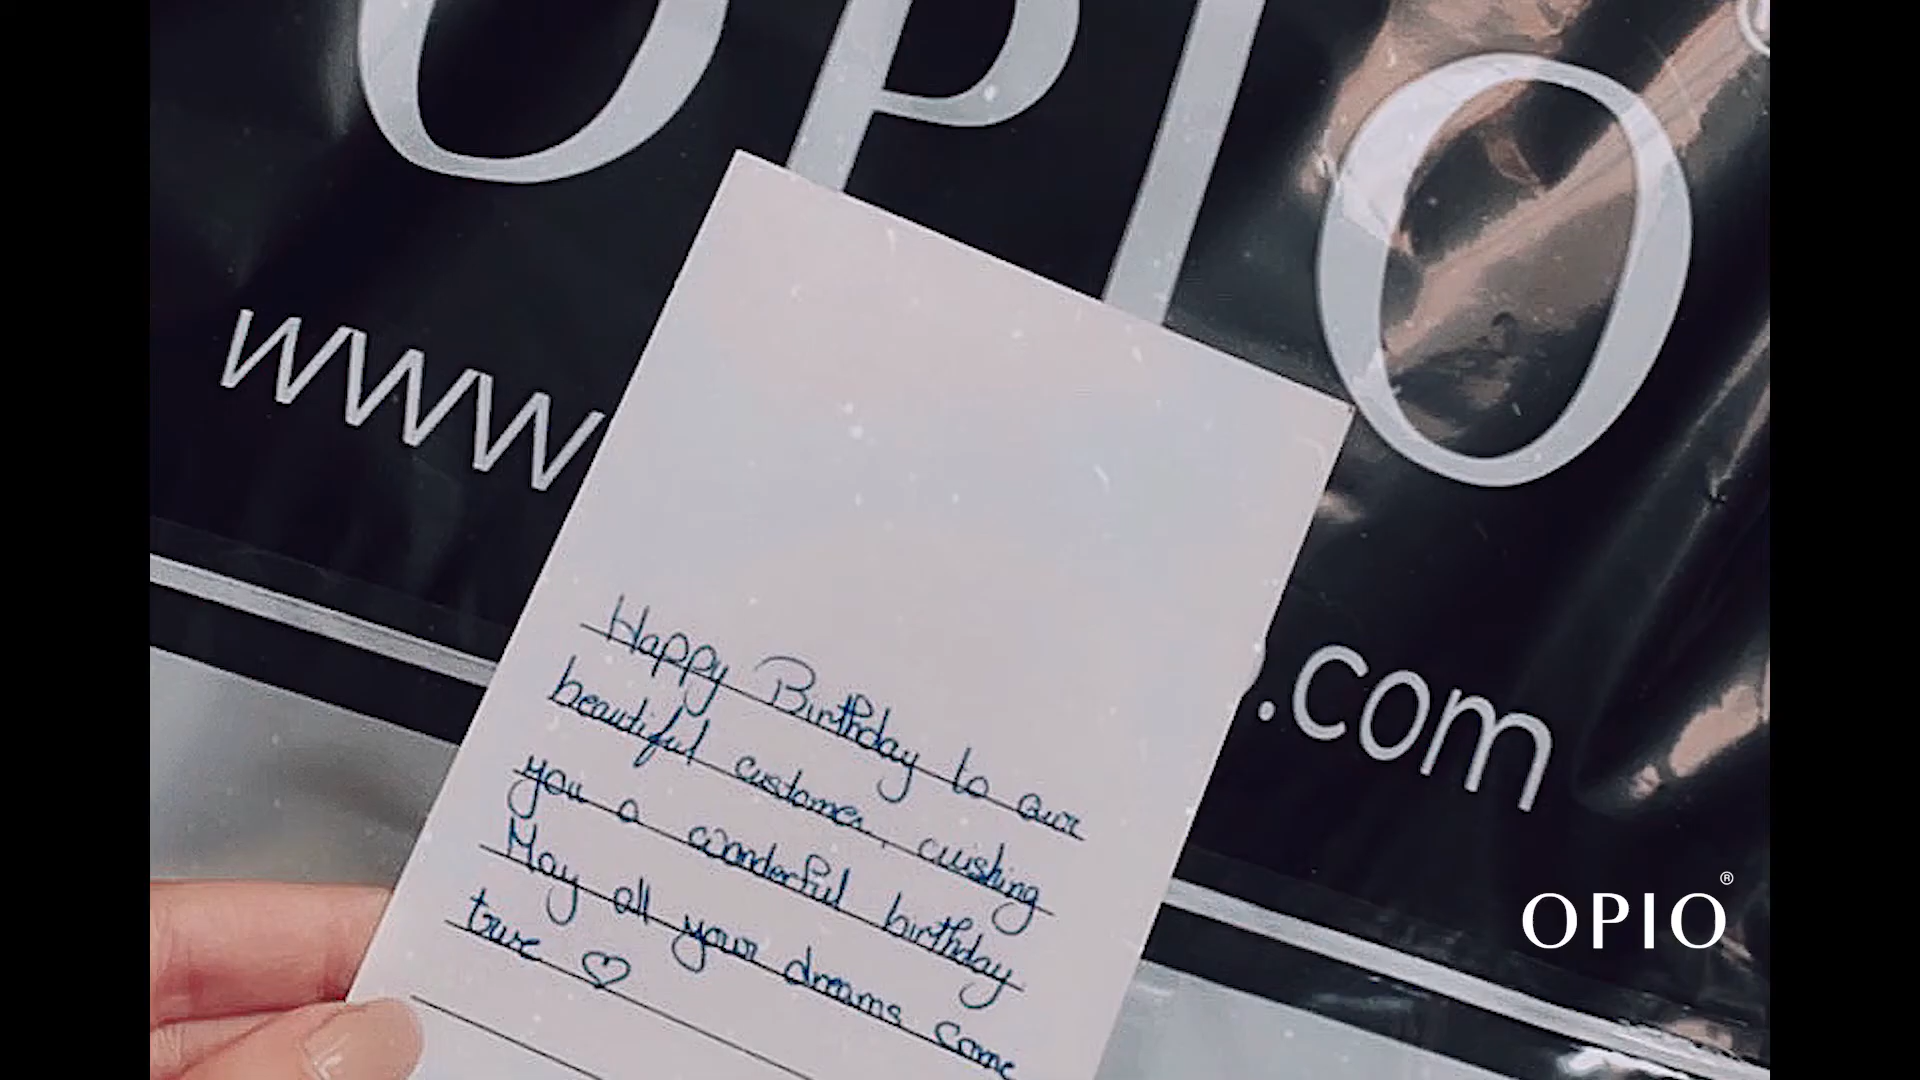 OPIO
www
.com
Happy Birthday to our
beautiful customer, wishing
you a wonderful birthday
May all your dreams come
true ♡
OPIO®